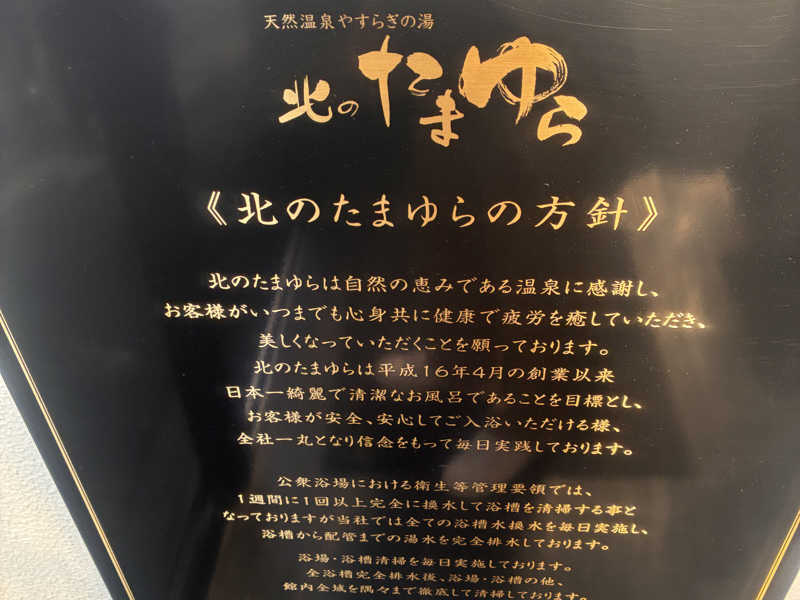 天然温泉やすらぎの湯
北のたまゆら
《北のたまゆらの方針》
北のたまゆらは自然の恵みである温泉に感謝し、
お客様がいつまでも心身共に健康で疲労を癒していただき、
美しくなっていただくことを願っております。
北のたまゆらは平成16年4月の創業以来
日本一綺麗で清潔なお風呂であることを目標とし、
お客様が安全、安心してご入浴いただける様、
全社一丸となり信念をもって毎日実践しております。
公衆浴場における衛生等管理要領では、
1週間に1回以上完全に換水して浴槽を清掃する事と
なっておりますが当社では全ての浴槽水換水を毎日実施し、
浴槽から配管までの湯水を完全排水しております。
浴場・浴槽清掃を毎日実施しております。
全浴槽完全排水後、浴場・浴槽の他、
館内全域を隅々まで徹底して清掃しております。